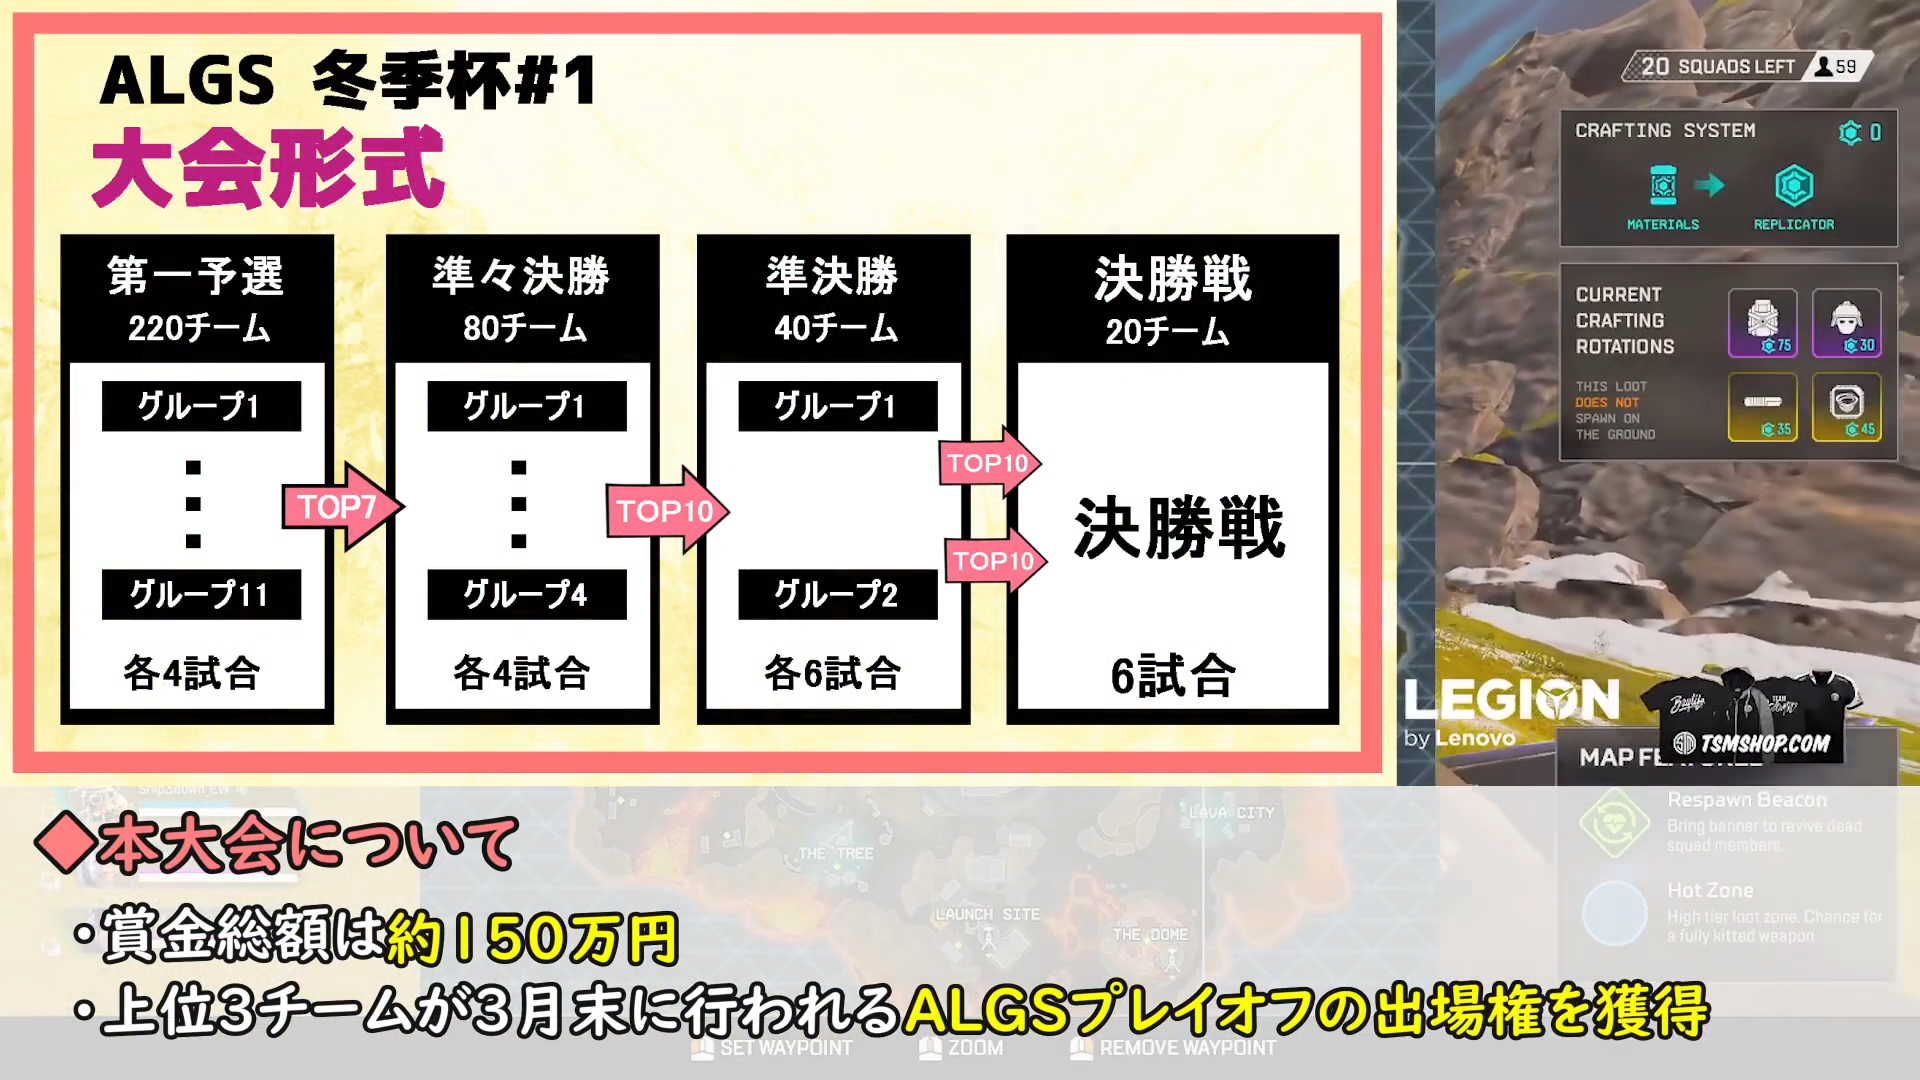 ALGS 冬季杯#1
大会形式
第一予選
220チーム
グループ1
グループ11
各4試合
TOP7
準々決勝
80チーム
グループ1
グループ4
各4試合
TOP10
準決勝
40チーム
グループ1
グループ2
各6試合
TOP10
TOP10
決勝戦
20チーム
決勝戦
6試合
20 SQUADS LEFT 59
CRAFTING SYSTEM 0
MATERIALS REPLICATOR
CURRENT
CRAFTING
ROTATIONS
75 30
THIS LOOT
DOES NOT
SPAWN ON
THE GROUND
35 45
LEGION
by Lenovo
TSMSHOP.COM
Respawn Beacon
Bring banner to revive dead
squad members.
Hot Zone
High tier loot zone. Chance for
a fully kitted weapon
LAVA CITY
THE TREE
LAUNCH SITE
THE DOME
◆本大会について
・賞金総額は約150万円
・上位3チームが3月末に行われるALGSプレイオフの出場権を獲得
SET WAYPOINT ZOOM REMOVE WAYPOINT